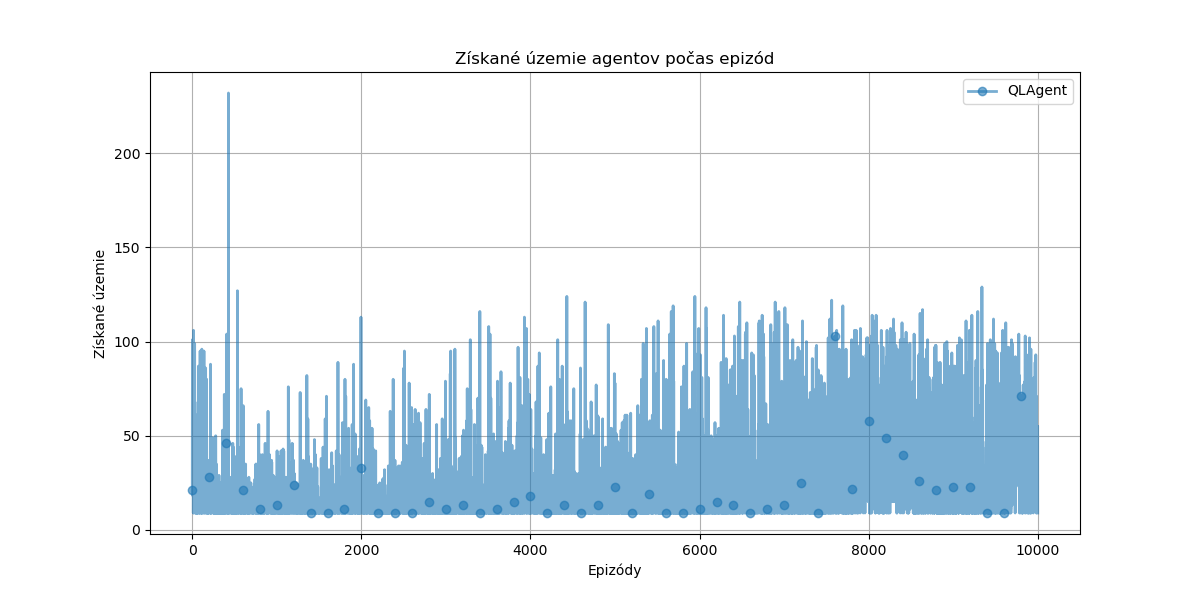 Získané územie agentov počas epizód
QLAgent
Získané územie
200
150
100
50
0
0 2000 4000 6000 8000 10000
Epizódy